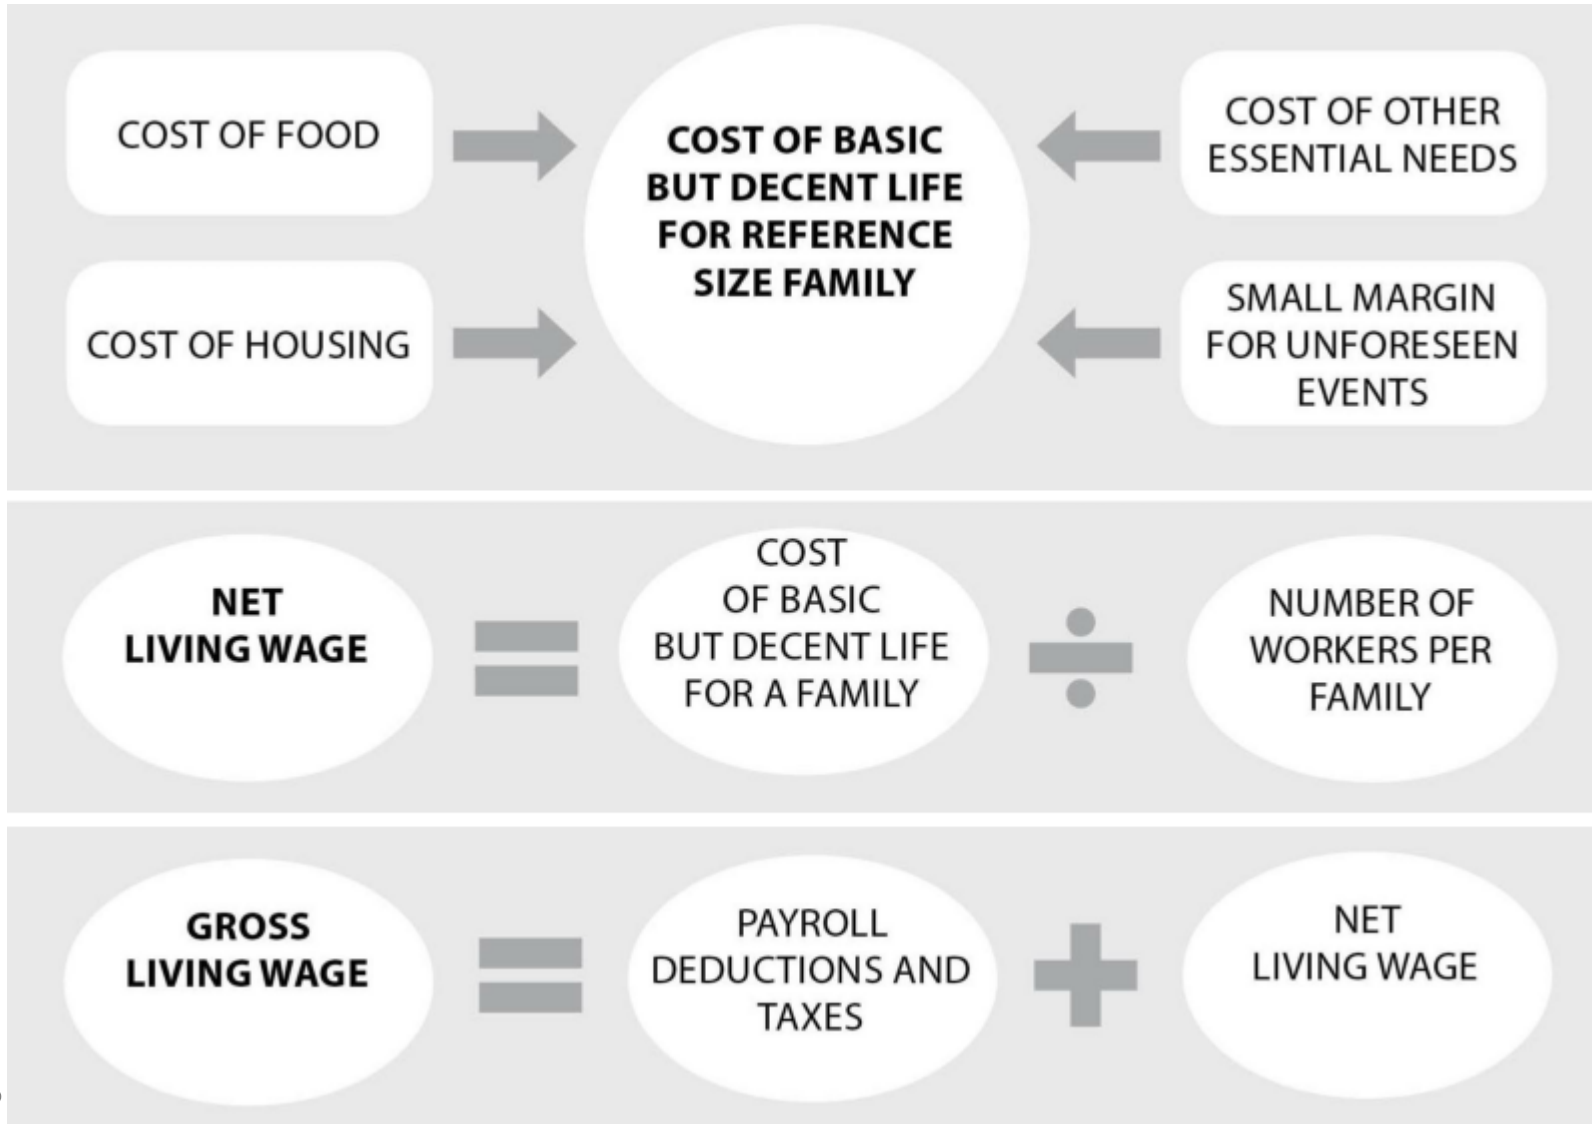 COST OF FOOD
COST OF HOUSING
COST OF BASIC
BUT DECENT LIFE
FOR REFERENCE
SIZE FAMILY
COST OF OTHER
ESSENTIAL NEEDS
SMALL MARGIN
FOR UNFORESEEN
EVENTS
NET
LIVING WAGE
COST
OF BASIC
BUT DECENT LIFE
FOR A FAMILY
NUMBER OF
WORKERS PER
FAMILY
GROSS
LIVING WAGE
PAYROLL
DEDUCTIONS AND
TAXES
NET
LIVING WAGE